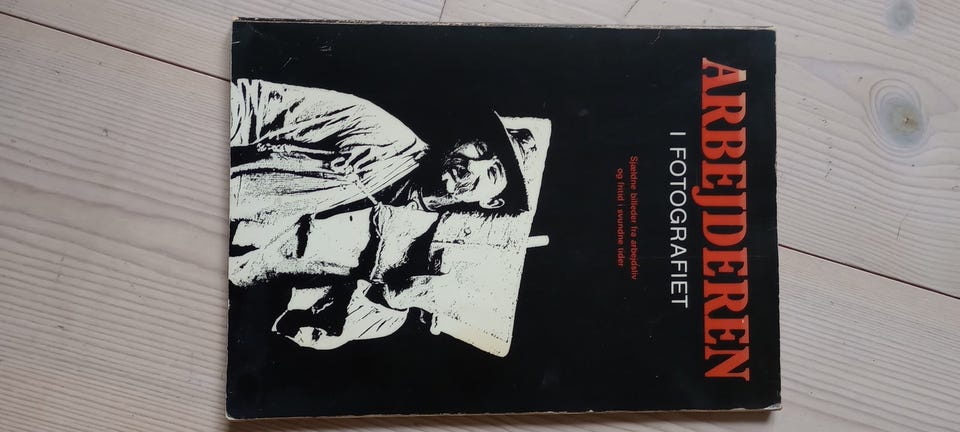 ARBEJDEREN
I FOTOGRAFIET
Sjældne billeder fra arbejdsliv
og fritid i svundne tider